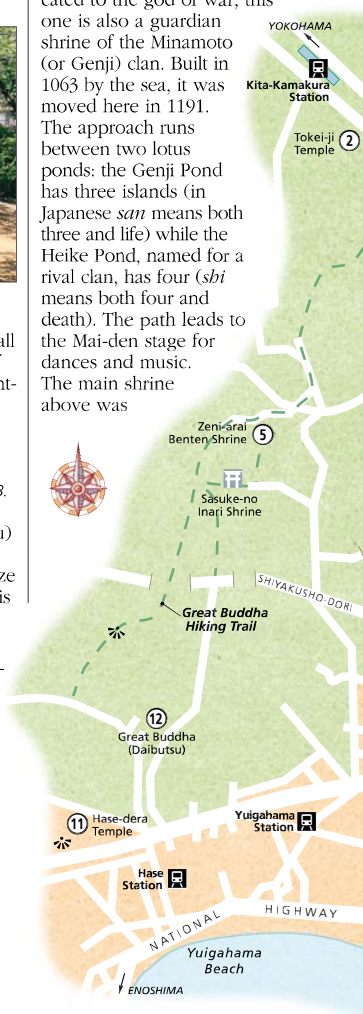 cated to the god of war, this
one is also a guardian
shrine of the Minamoto
(or Genji) clan. Built in
1063 by the sea, it was
moved here in 1191.
The approach runs
between two lotus
ponds: the Genji Pond
has three islands (in
Japanese san means both
three and life) while the
Heike Pond, named for a
rival clan, has four (shi
means both four and
death). The path leads to
the Mai-den stage for
dances and music.
The main shrine
above was
YOKOHAMA
Kita-Kamakura
Station
Tokei-ji
Temple
2
Zeni-arai
Benten Shrine
5
Sasuke-no
Inari Shrine
SHIYAKUSHO-DORI
Great Buddha
Hiking Trail
12
Great Buddha
(Daibutsu)
11
Hase-dera
Temple
Yuigahama
Station
Hase
Station
NATIONAL HIGHWAY
Yuigahama
Beach
ENOSHIMA